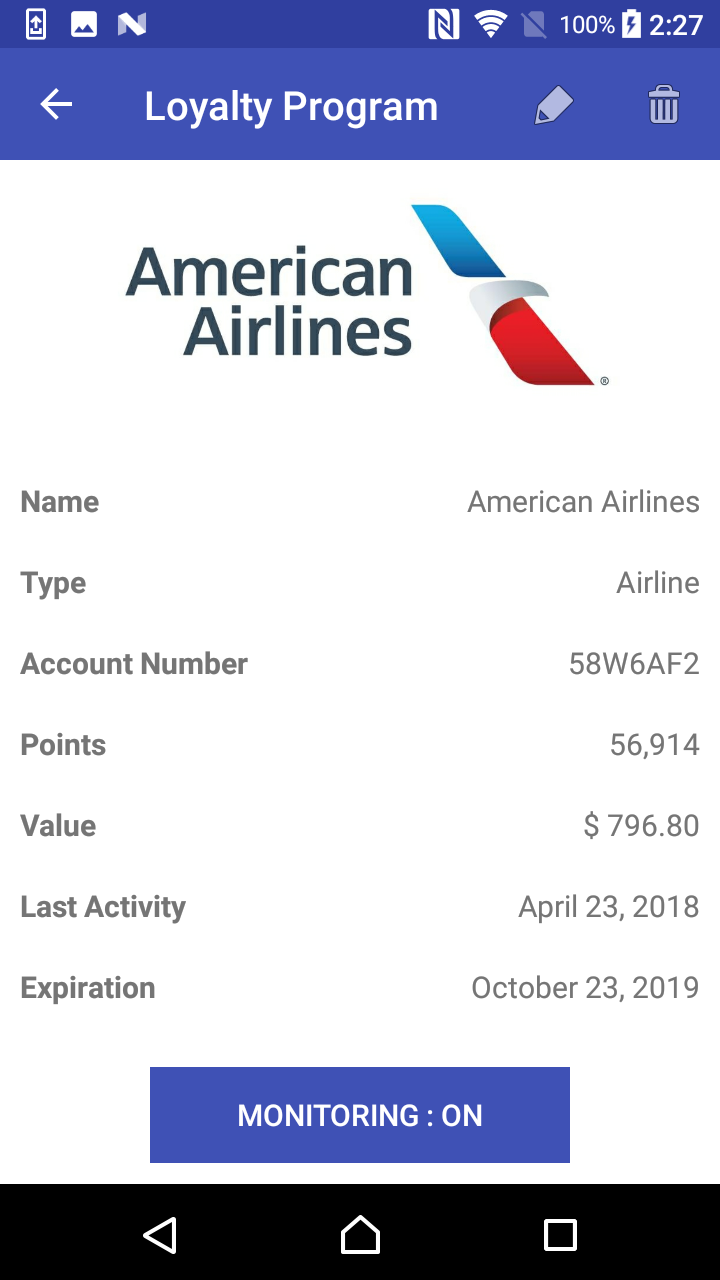 100% 2:27
Loyalty Program
American
Airlines
®
Name American Airlines
Type Airline
Account Number 58W6AF2
Points 56,914
Value $ 796.80
Last Activity April 23, 2018
Expiration October 23, 2019
MONITORING : ON